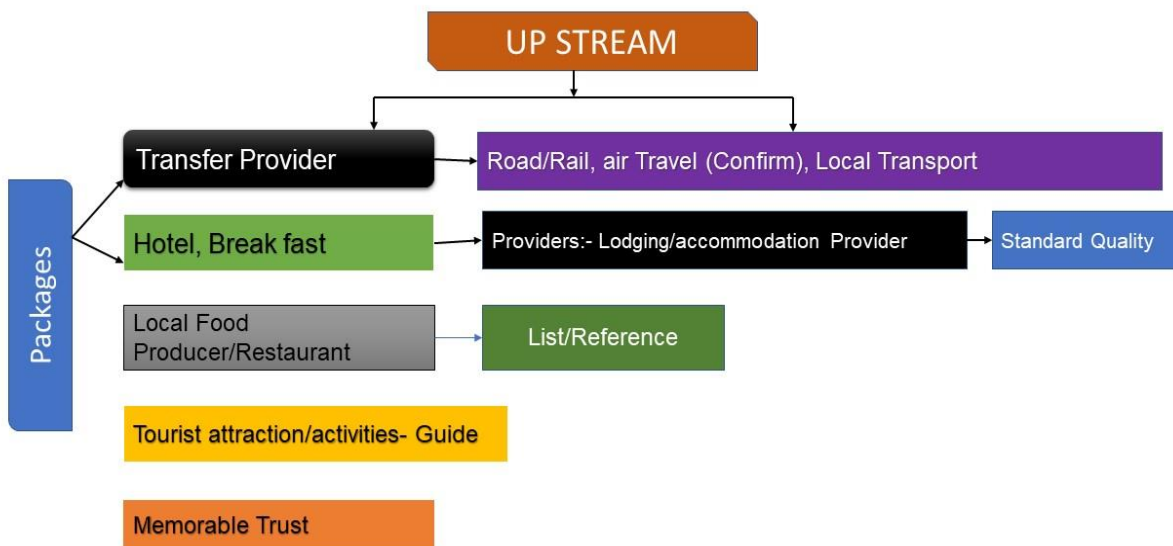 UP STREAM
Packages
Transfer Provider
Road/Rail, air Travel (Confirm), Local Transport
Hotel, Break fast
Providers:- Lodging/accommodation Provider
Standard Quality
Local Food
Producer/Restaurant
List/Reference
Tourist attraction/activities- Guide
Memorable Trust